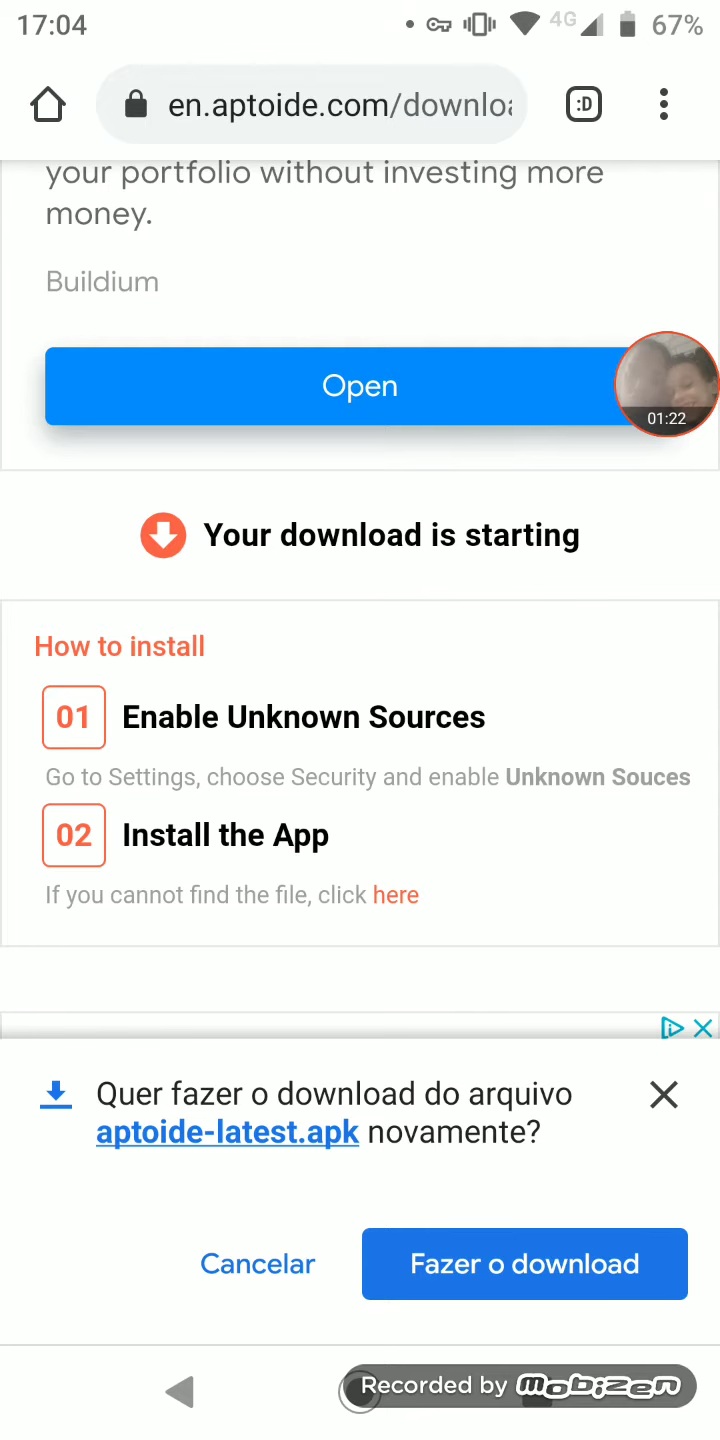 17:04
4G
67%
en.aptoide.com/downloa
:D
your portfolio without investing more
money.
Buildium
Open
01:22
Your download is starting
How to install
01 Enable Unknown Sources
Go to Settings, choose Security and enable Unknown Souces
02 Install the App
If you cannot find the file, click here
Quer fazer o download do arquivo
aptoide-latest.apk novamente?
Cancelar
Fazer o download
Recorded by mobizen